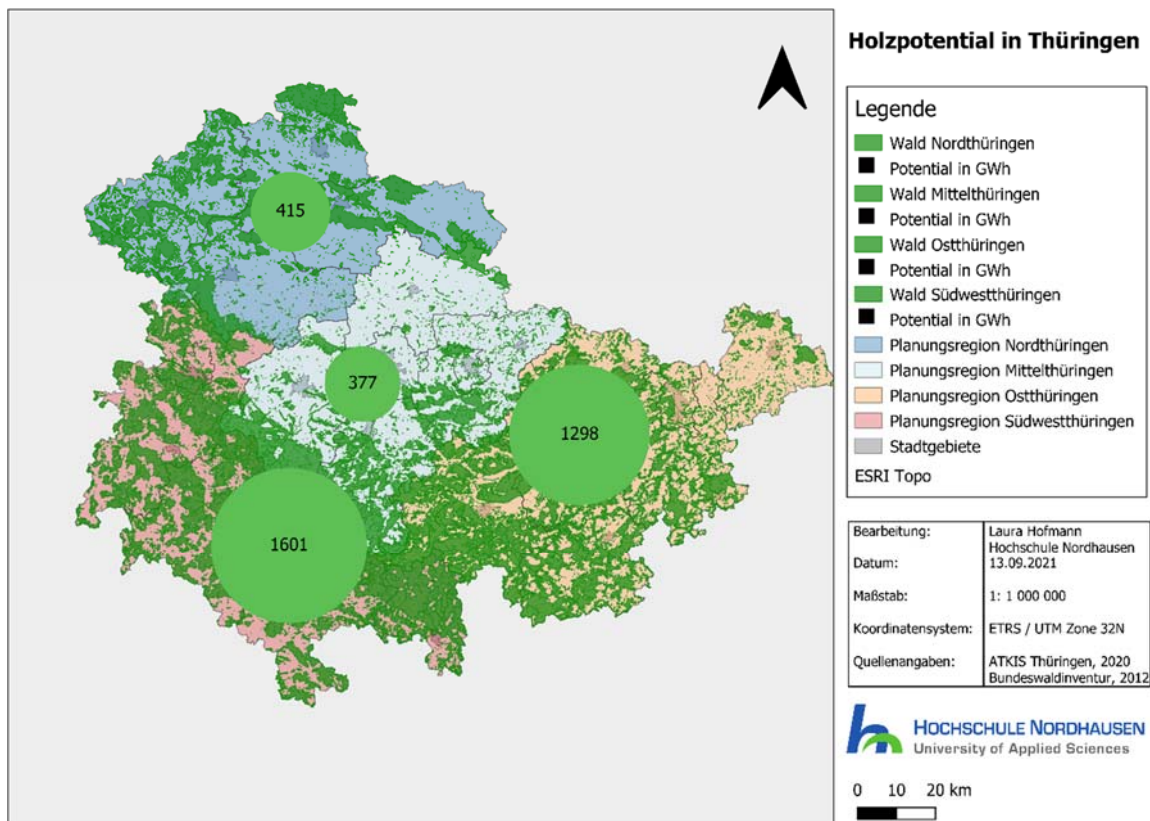 Holzpotential in Thüringen
415
377
1298
1601
Legende
Wald Nordthüringen
Potential in GWh
Wald Mittelthüringen
Potential in GWh
Wald Ostthüringen
Potential in GWh
Wald Südwestthüringen
Potential in GWh
Planungsregion Nordthüringen
Planungsregion Mittelthüringen
Planungsregion Ostthüringen
Planungsregion Südwestthüringen
Stadtgebiete
ESRI Topo
Bearbeitung: Laura Hofmann
Hochschule Nordhausen
Datum: 13.09.2021
Maßstab: 1: 1 000 000
Koordinatensystem: ETRS / UTM Zone 32N
Quellenangaben: ATKIS Thüringen, 2020
Bundeswaldinventur, 2012
HOCHSCHULE NORDHAUSEN
University of Applied Sciences
0 10 20 km